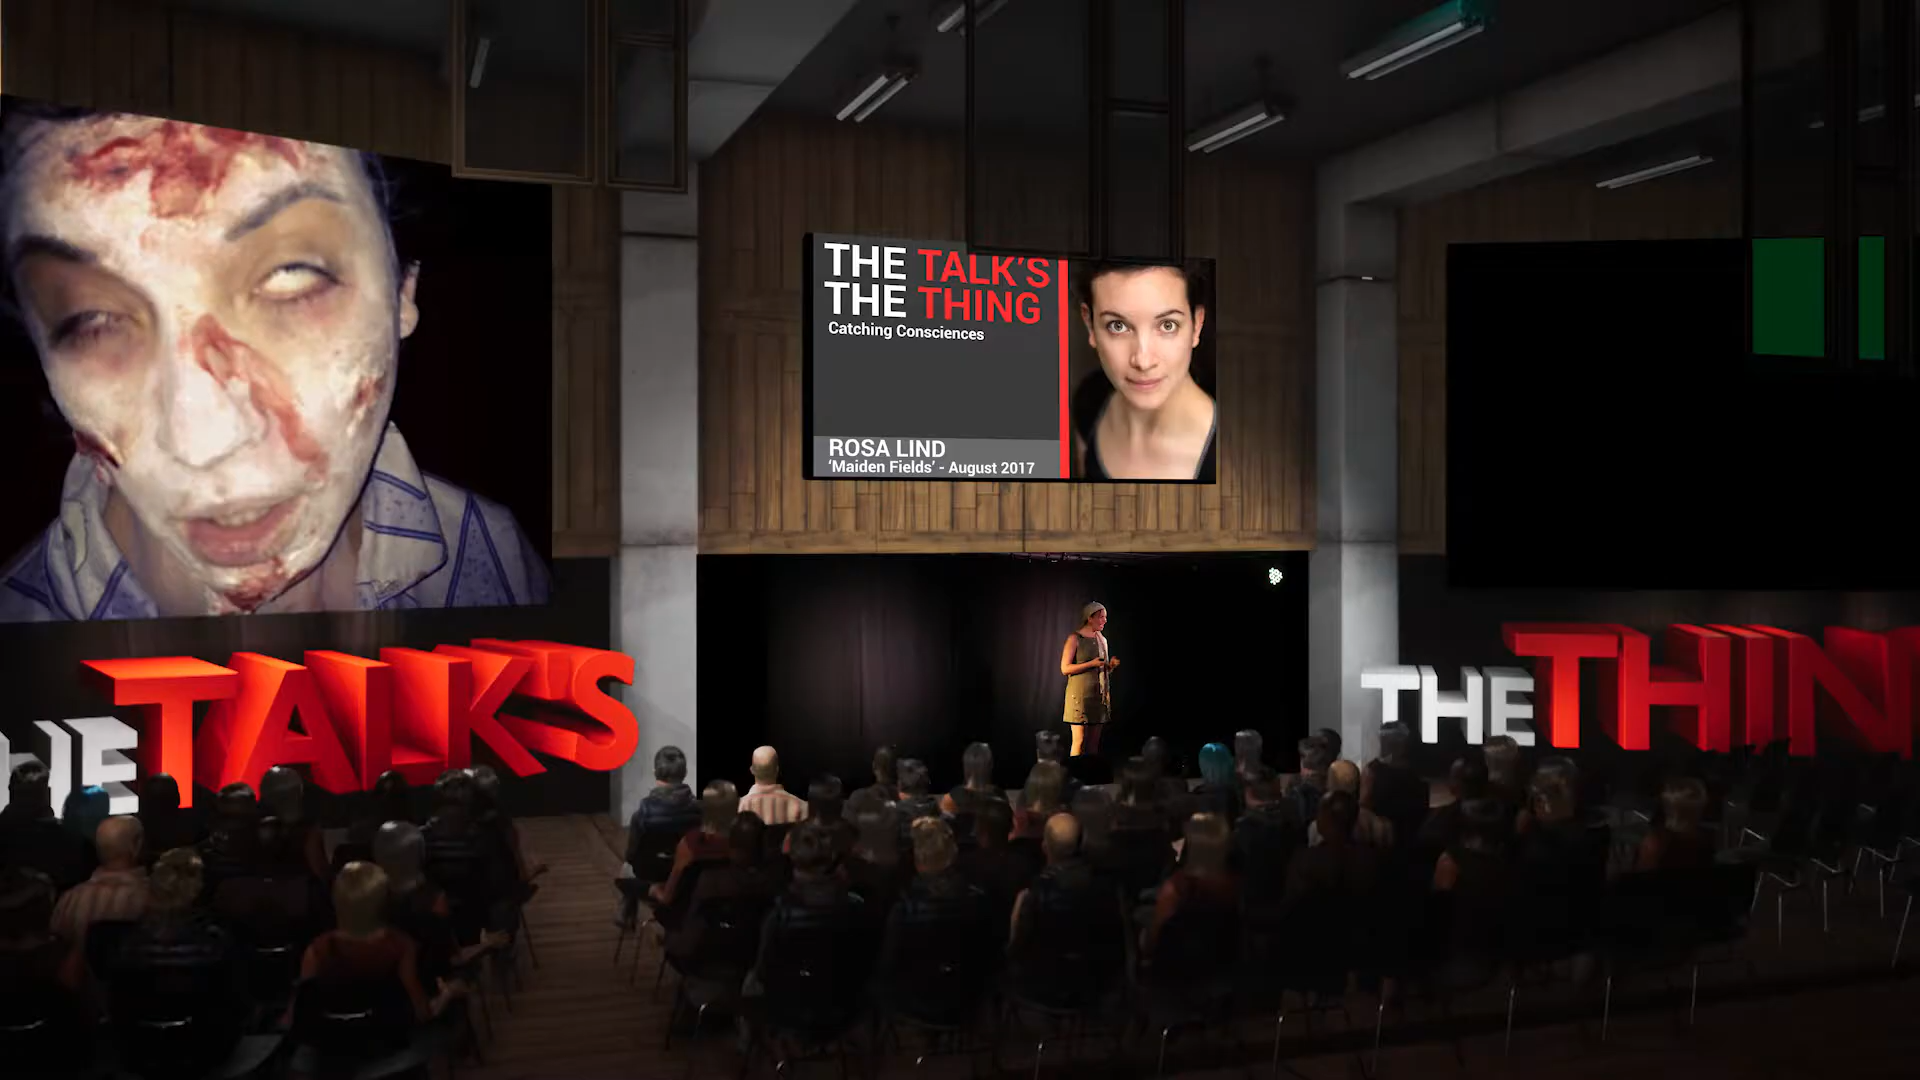 THE TALK'S
THE THING
Catching Consciences
ROSA LIND
'Maiden Fields' - August 2017
THE TALK'S
THE THIN